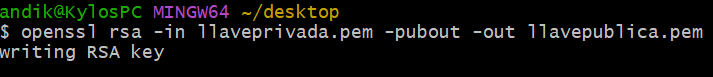 andik@KylosPC MINGW64 ~/desktop
$ openssl rsa -in llaveprivada.pem -pubout -out llavepublica.pem
writing RSA key